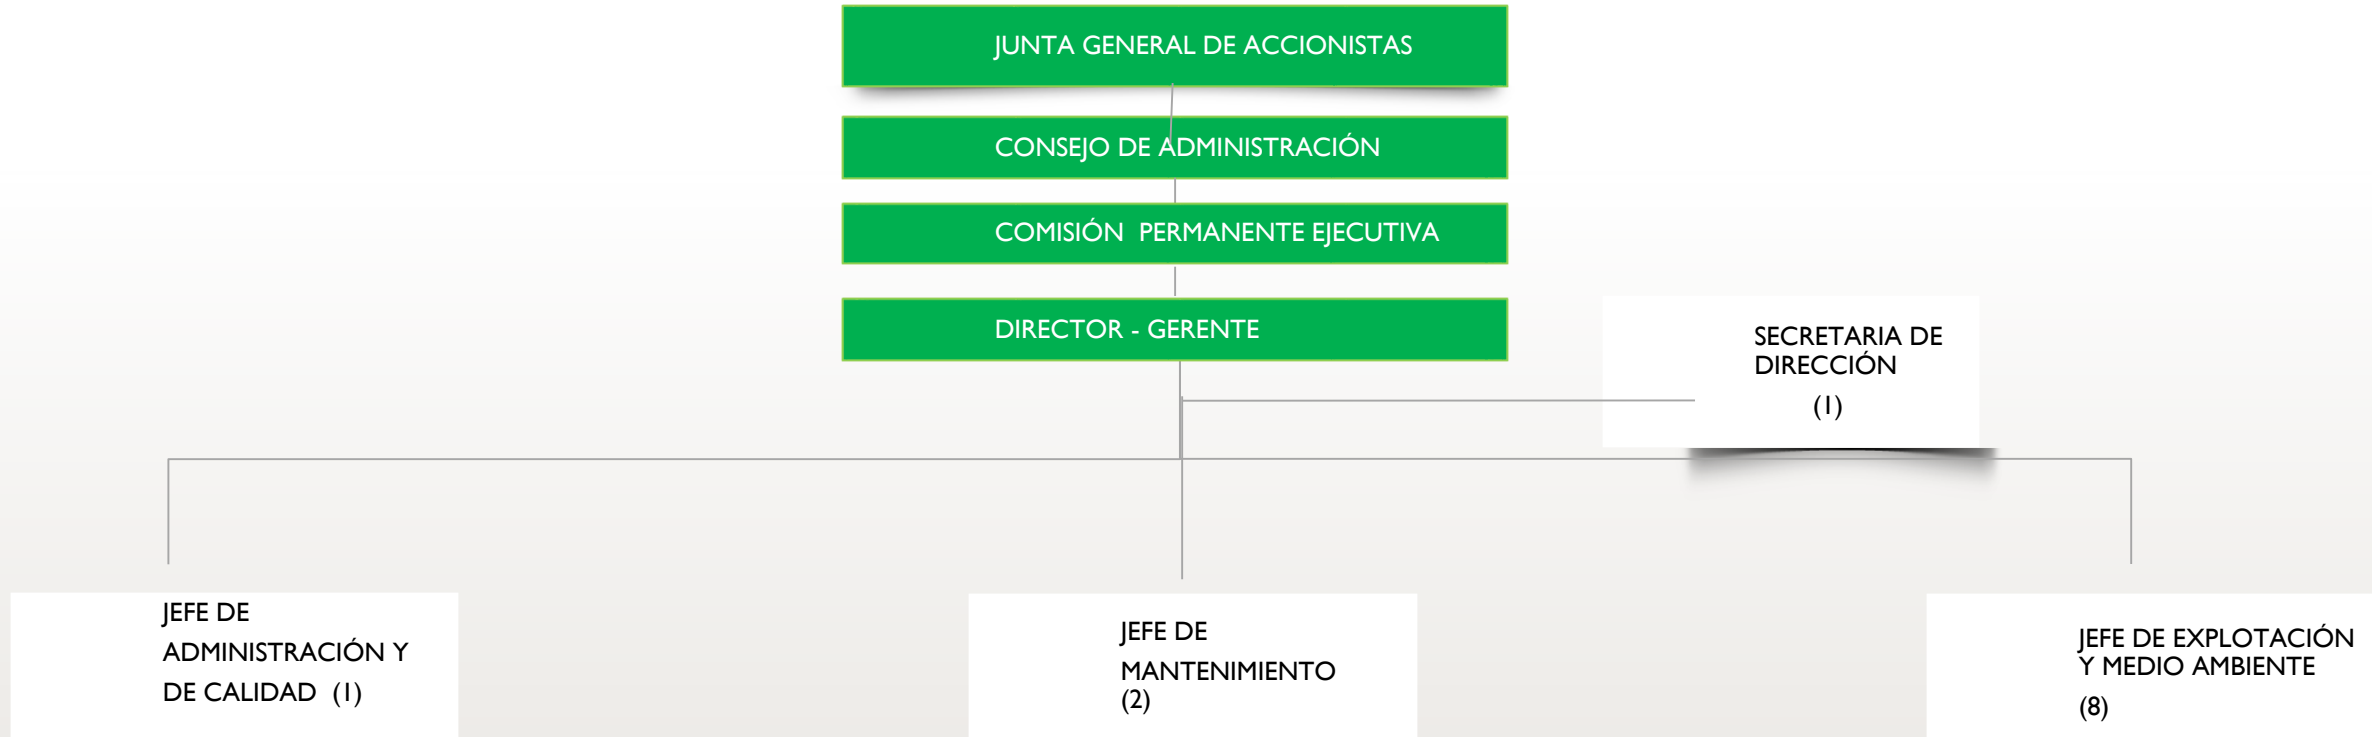 JUNTA GENERAL DE ACCIONISTAS
CONSEJO DE ADMINISTRACIÓN
COMISIÓN PERMANENTE EJECUTIVA
DIRECTOR - GERENTE
SECRETARIA DE
DIRECCIÓN
(1)
JEFE DE
ADMINISTRACIÓN Y
DE CALIDAD (1)
JEFE DE
MANTENIMIENTO
(2)
JEFE DE EXPLOTACIÓN
Y MEDIO AMBIENTE
(8)